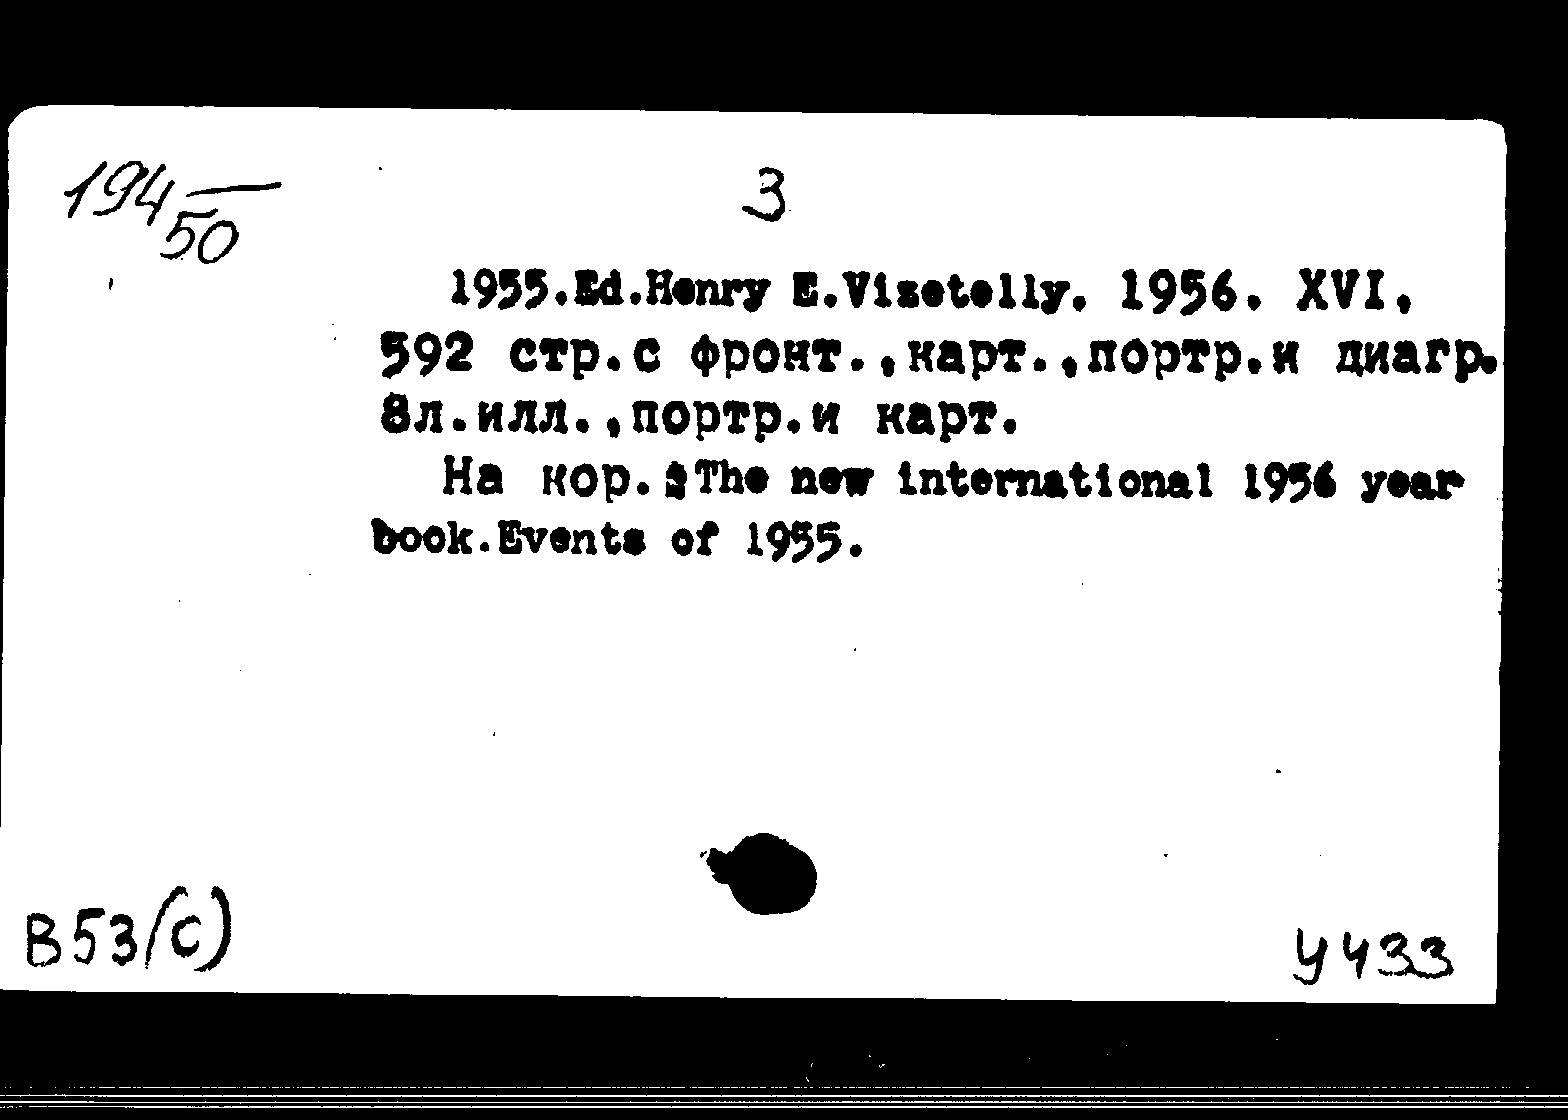 194
50
3
1955.Ed.Henry E.Vizetelly. 1956. XVI,
592 стр.с фронт.,карт.,портр.и диагр.
8л.илл.,портр.и карт.
На кор.:The new international 1956 year
book.Events of 1955.
В53(с)
У433